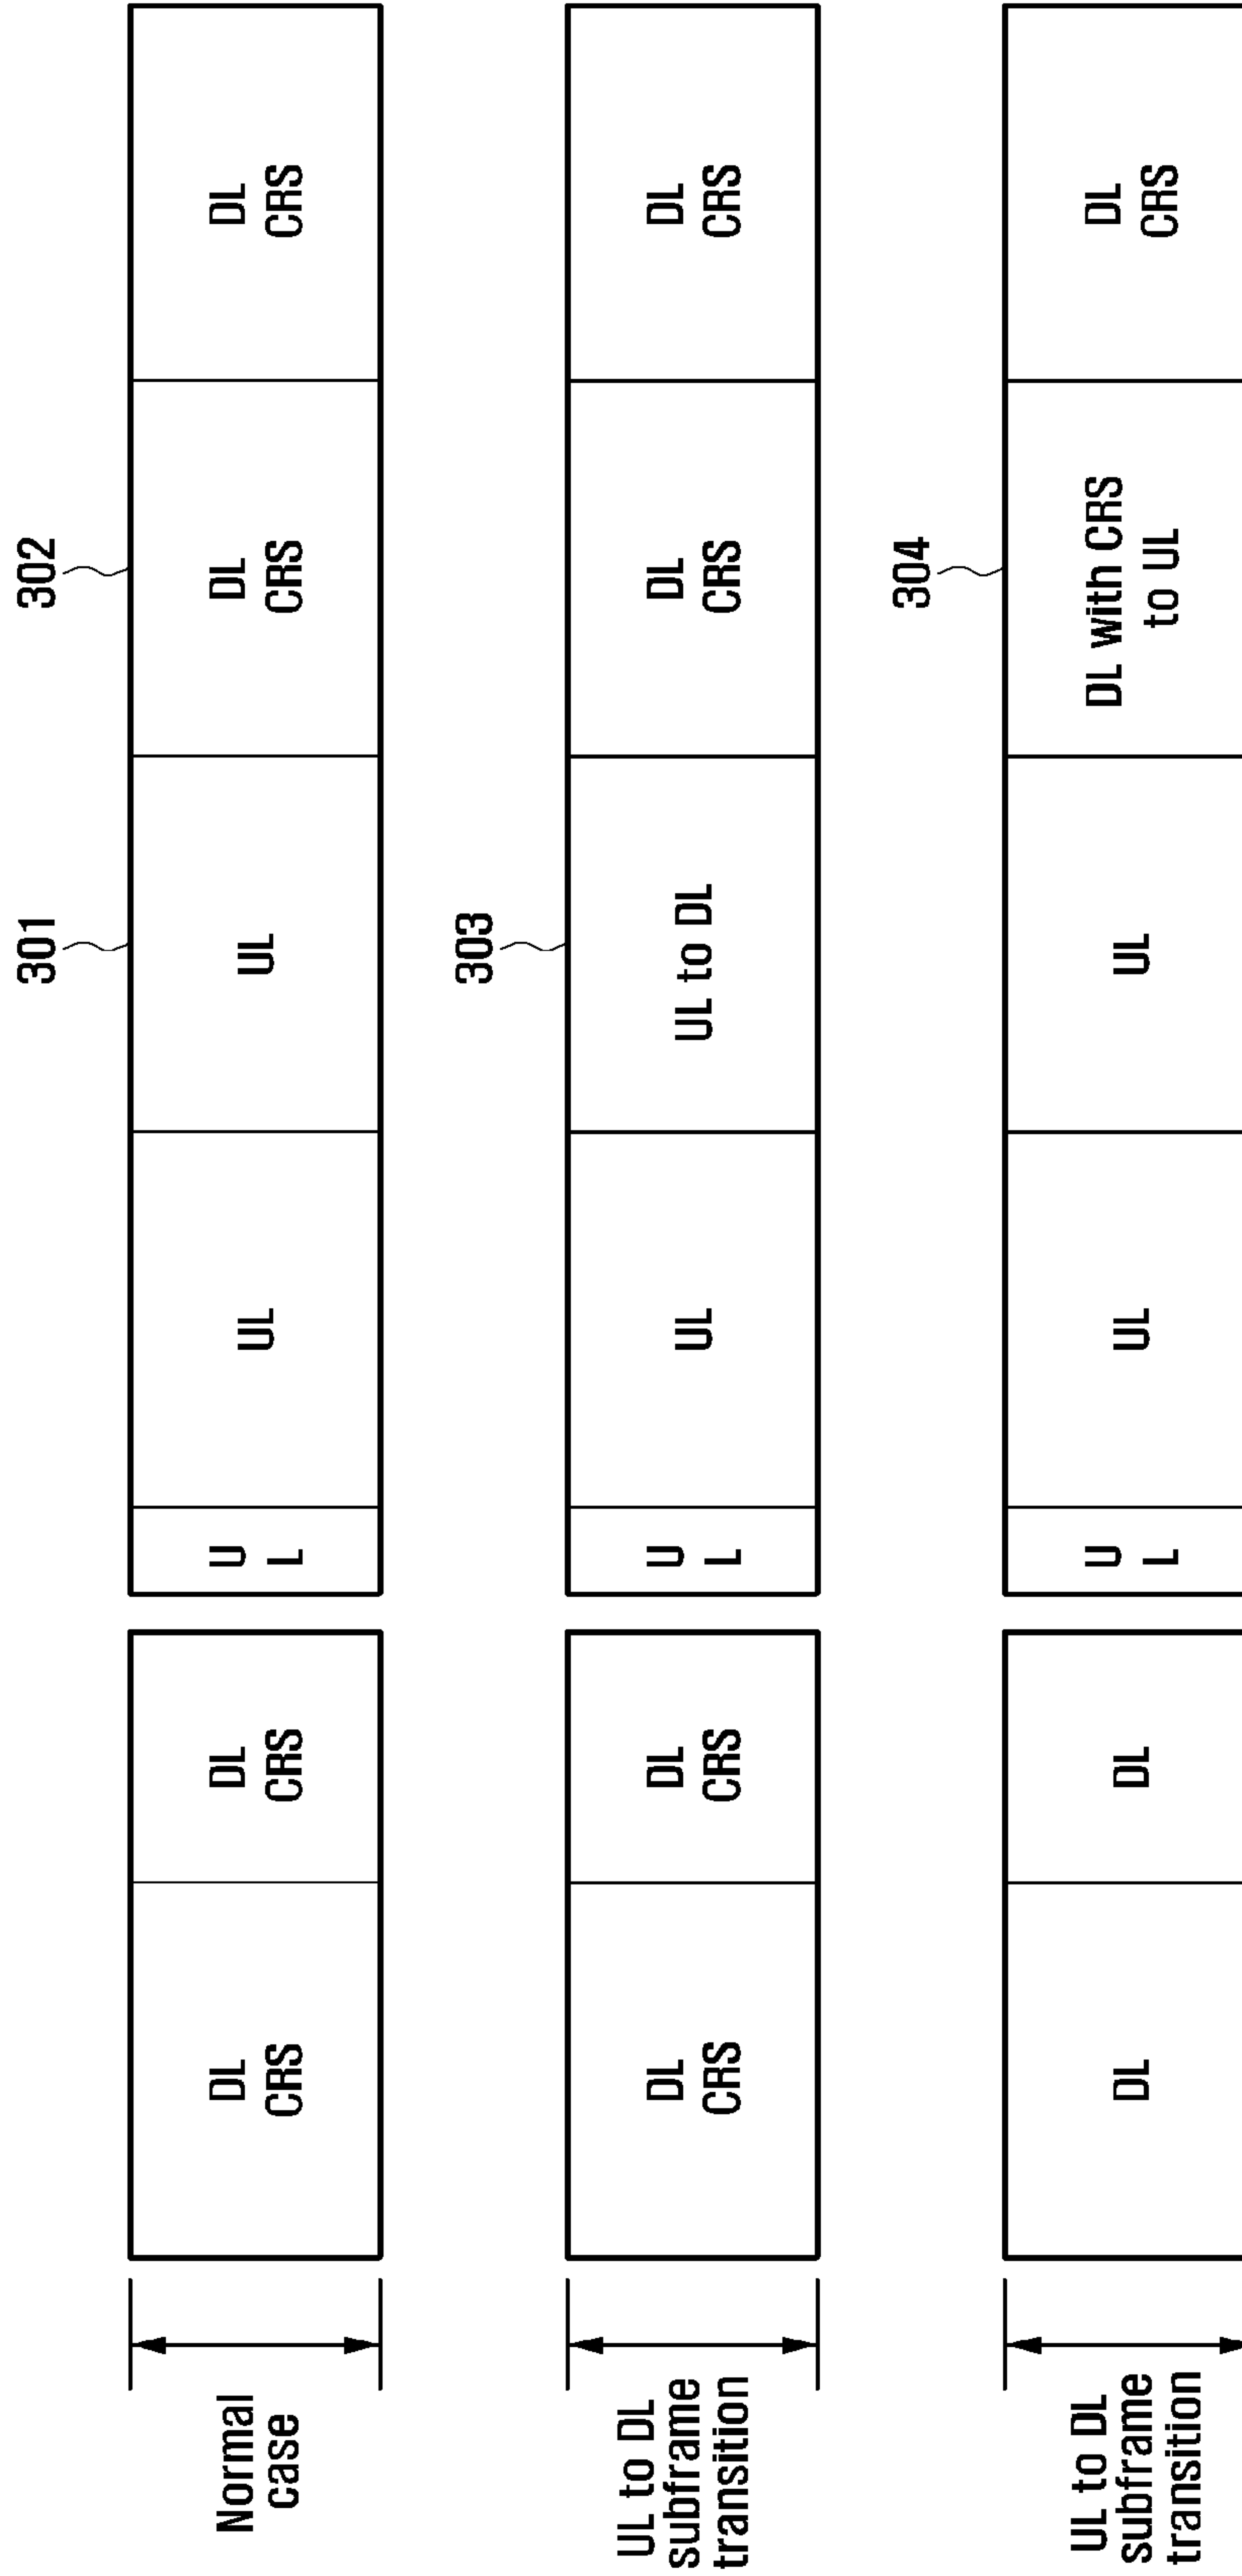 301
302
Normal
case
DL
CRS
DL
CRS
U
L
UL
UL
DL
CRS
DL
CRS
303
UL to DL
subframe
transition
DL
CRS
DL
CRS
U
L
UL
UL to DL
DL
CRS
DL
CRS
304
UL to DL
subframe
transition
DL
DL
U
L
UL
UL
DL with CRS
to UL
DL
CRS